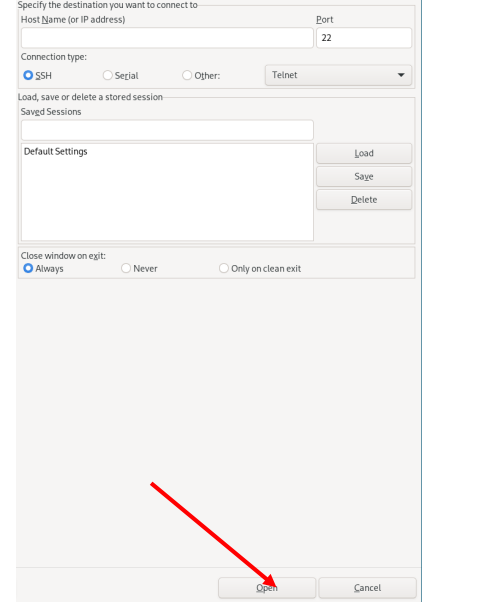 Specify the destination you want to connect to
Host Name (or IP address) Port
22
Connection type:
SSH Serial Other: Telnet
Load, save or delete a stored session
Saved Sessions
Default Settings
Load
Save
Delete
Close window on exit:
Always Never Only on clean exit
Open Cancel